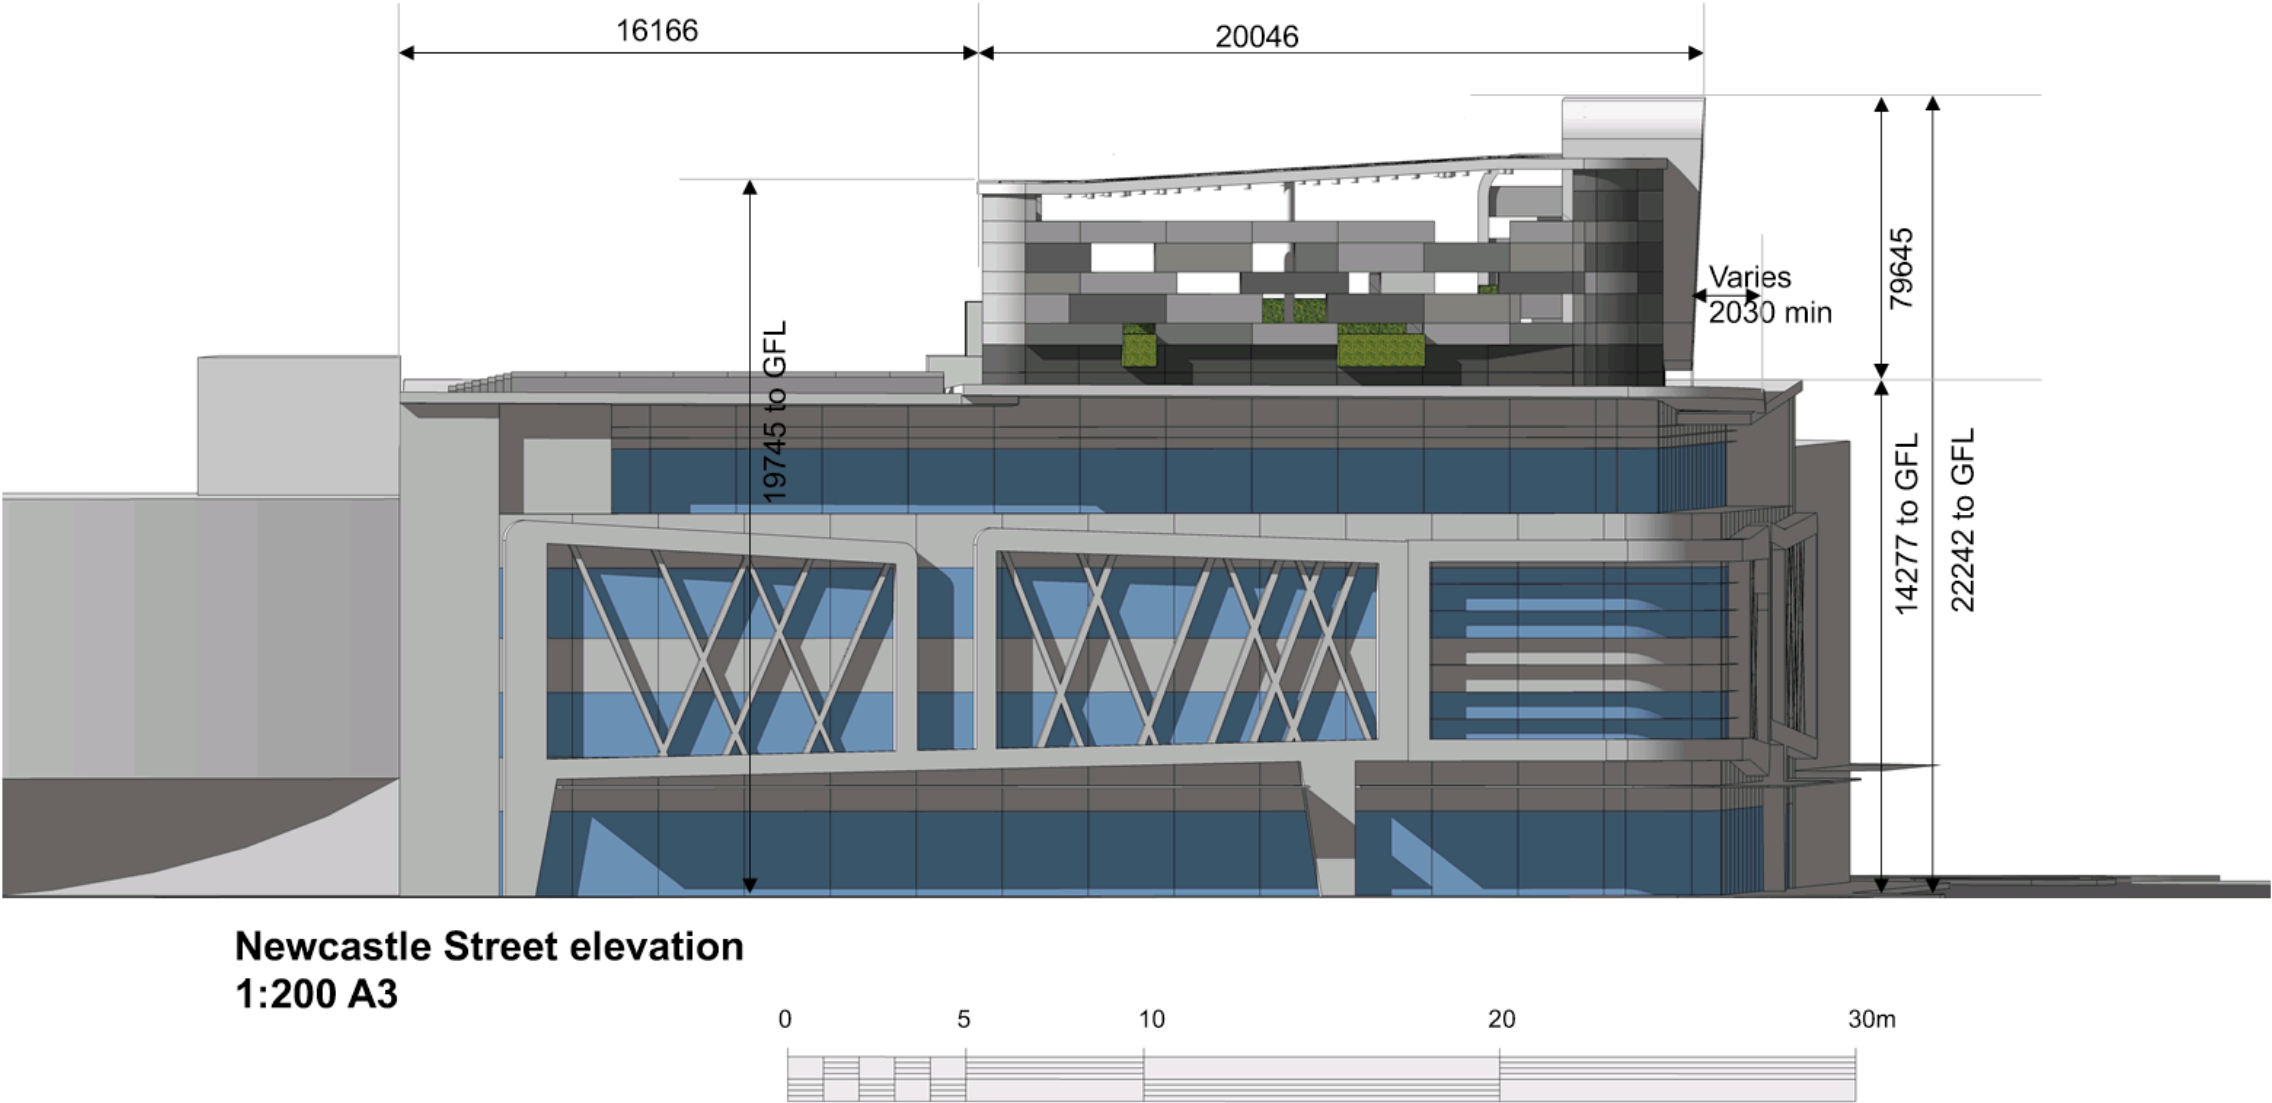 16166
20046
79645
Varies
2030 min
19745 to GFL
14277 to GFL
22242 to GFL
Newcastle Street elevation
1:200 A3
0 5 10 20 30m